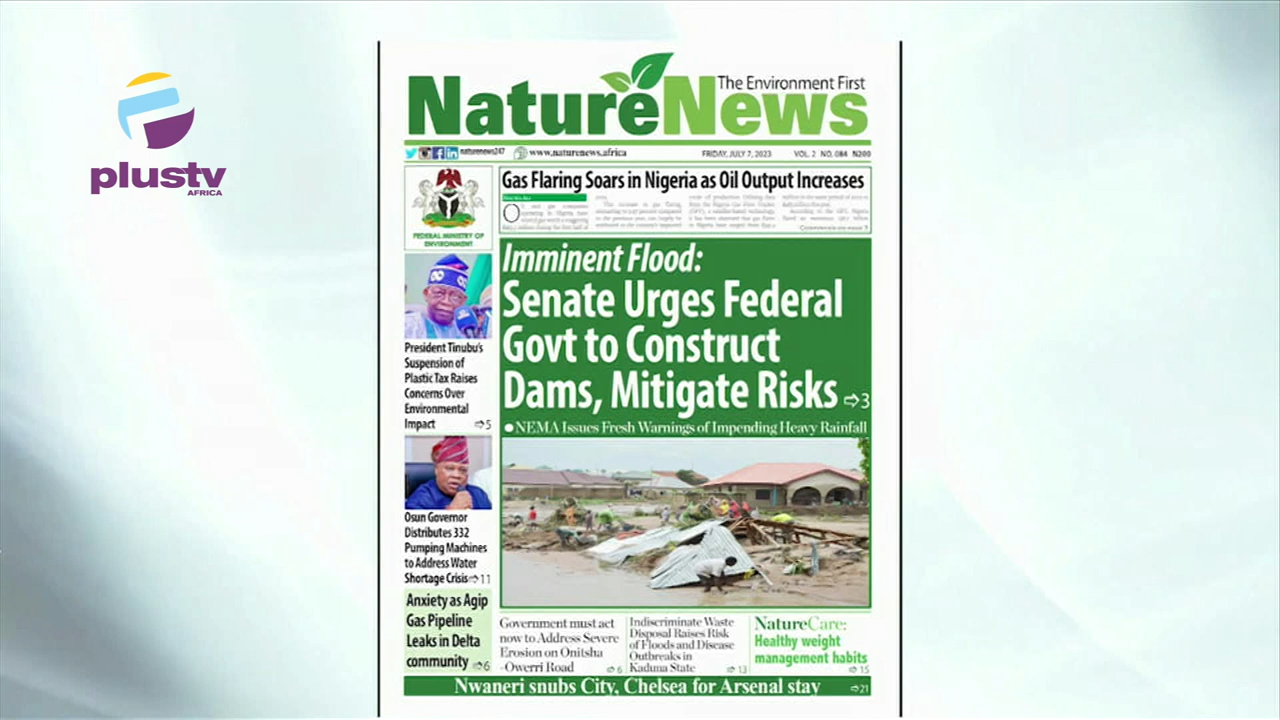 plustv
AFRICA
The Environment First
NatureNews
naturenews247
www.naturenews.africa
FRIDAY, JULY 7, 2023
VOL. 2 NO. 084 N200
FEDERAL MINISTRY OF
ENVIRONMENT
Gas Flaring Soars in Nigeria as Oil Output Increases
Imminent Flood:
Senate Urges Federal
Govt to Construct
Dams, Mitigate Risks ➩3
● NEMA Issues Fresh Warnings of Impending Heavy Rainfall
President Tinubu's
Suspension of
Plastic Tax Raises
Concerns Over
Environmental
Impact ➩5
Osun Governor
Distributes 332
Pumping Machines
to Address Water
Shortage Crisis➩11
Anxiety as Agip
Gas Pipeline
Leaks in Delta
community ➩6
Government must act
now to Address Severe
Erosion on Onitsha
-Owerri Road ➩6
Indiscriminate Waste
Disposal Raises Risk
of Floods and Disease
Outbreaks in
Kaduna State ➩13
NatureCare:
Healthy weight
management habits
➩15
Nwaneri snubs City, Chelsea for Arsenal stay ➩21